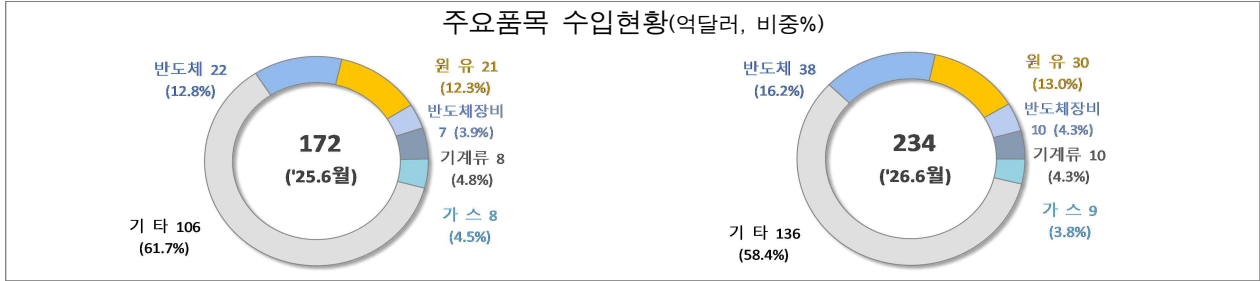 주요품목 수입현황(억달러, 비중%)
반도체 22
(12.8%)
원 유 21
(12.3%)
반도체장비
7 (3.9%)
기계류 8
(4.8%)
가 스 8
(4.5%)
기 타 106
(61.7%)
172
('25.6월)
반도체 38
(16.2%)
원 유 30
(13.0%)
반도체장비
10 (4.3%)
기계류 10
(4.3%)
가 스 9
(3.8%)
기 타 136
(58.4%)
234
('26.6월)